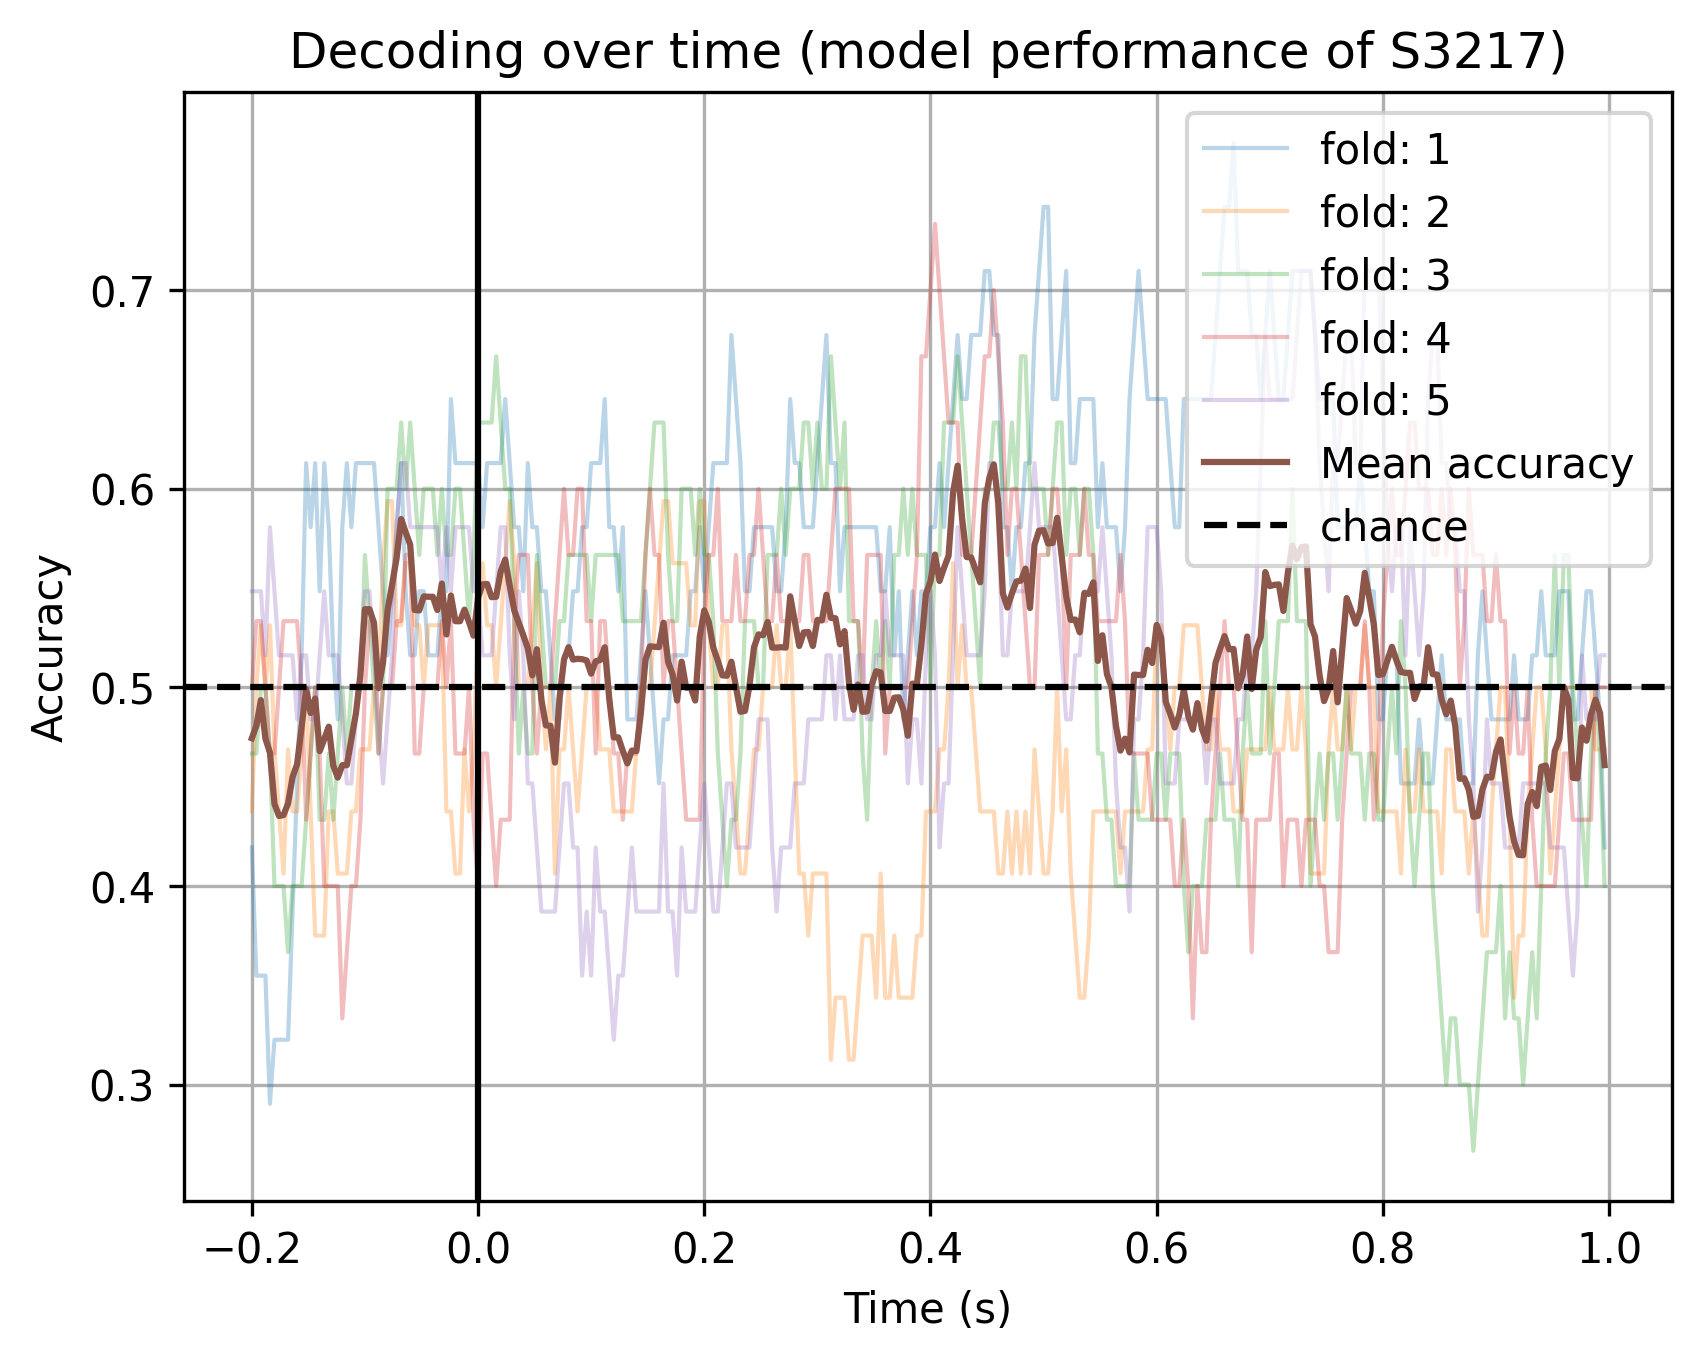 Decoding over time (model performance of S3217)
fold: 1
fold: 2
fold: 3
fold: 4
fold: 5
Mean accuracy
chance
Accuracy
0.7
0.6
0.5
0.4
0.3
−0.2 0.0 0.2 0.4 0.6 0.8 1.0
Time (s)